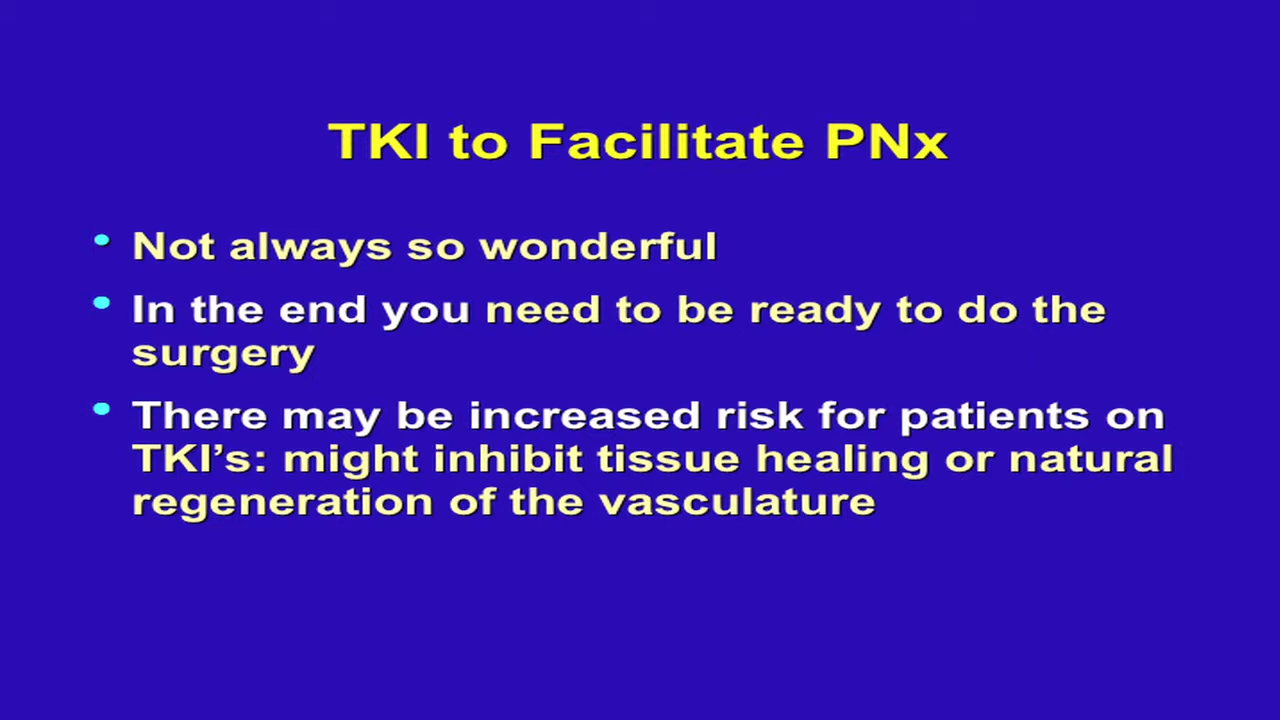 TKI to Facilitate PNx
• Not always so wonderful
• In the end you need to be ready to do the
surgery
• There may be increased risk for patients on
TKI’s: might inhibit tissue healing or natural
regeneration of the vasculature